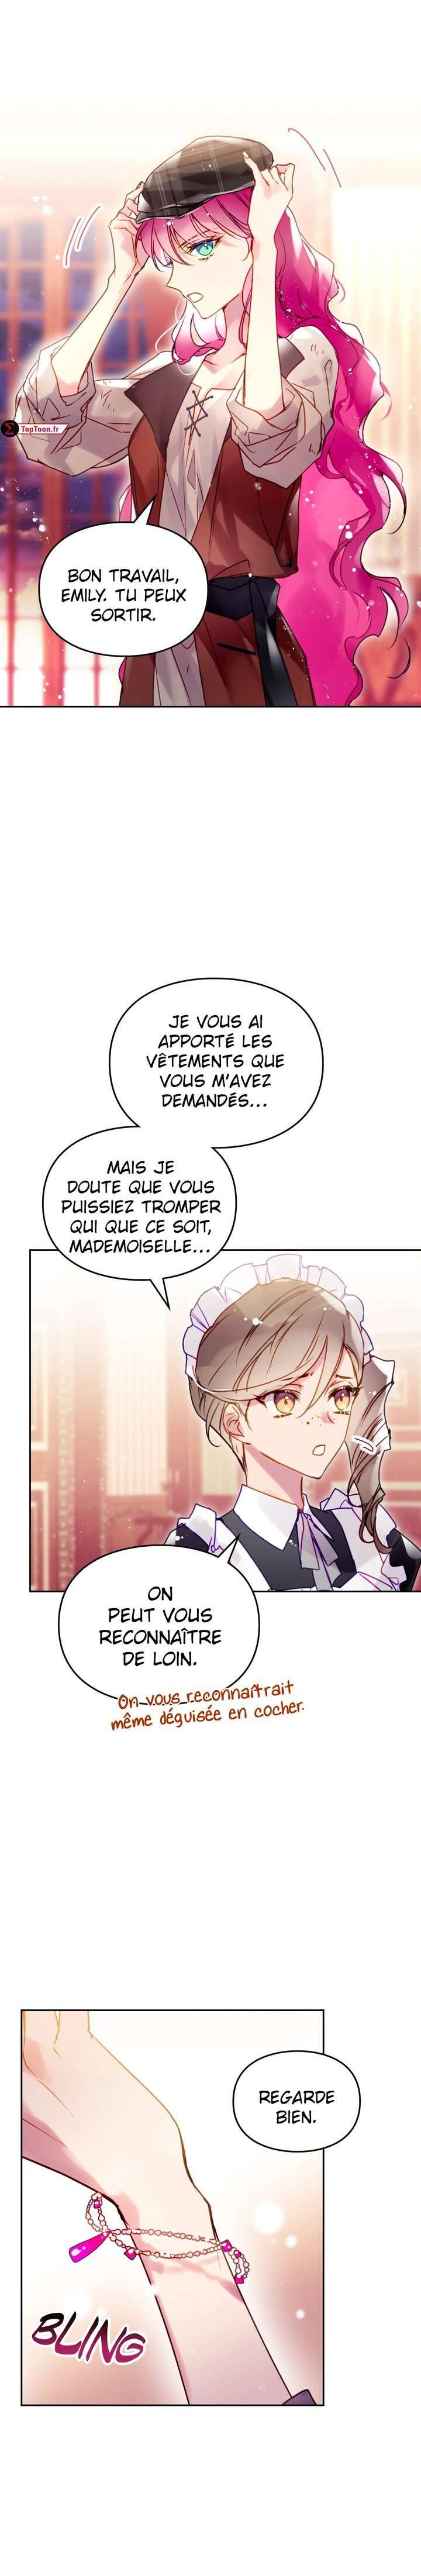 TopToon.fr
BON TRAVAIL,
EMILY. TU PEUX
SORTIR.
JE VOUS AI
APPORTÉ LES
VÊTEMENTS QUE
VOUS M'AVEZ
DEMANDÉS...
MAIS JE
DOUTE QUE VOUS
PUISSIEZ TROMPER
QUI QUE CE SOIT,
MADEMOISELLE...
ON
PEUT VOUS
RECONNAÎTRE
DE LOIN.
On vous reconnaîtrait
même déguisée en cocher.
REGARDE
BIEN.
BLING